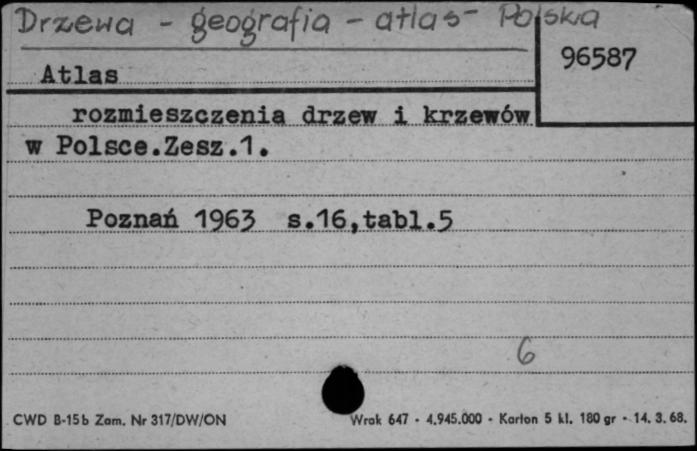 Drzewa - geografia - atlas - Polska
96587
Atlas
rozmieszczenia drzew i krzewów
w Polsce.Zesz.1.
Poznań 1963 s.16,tabl.5
6
CWD B-15b Zam. Nr 317/DW/ON Wrak 647 - 4.945.000 - Karton 5 kl. 180 gr - 14. 3. 68.